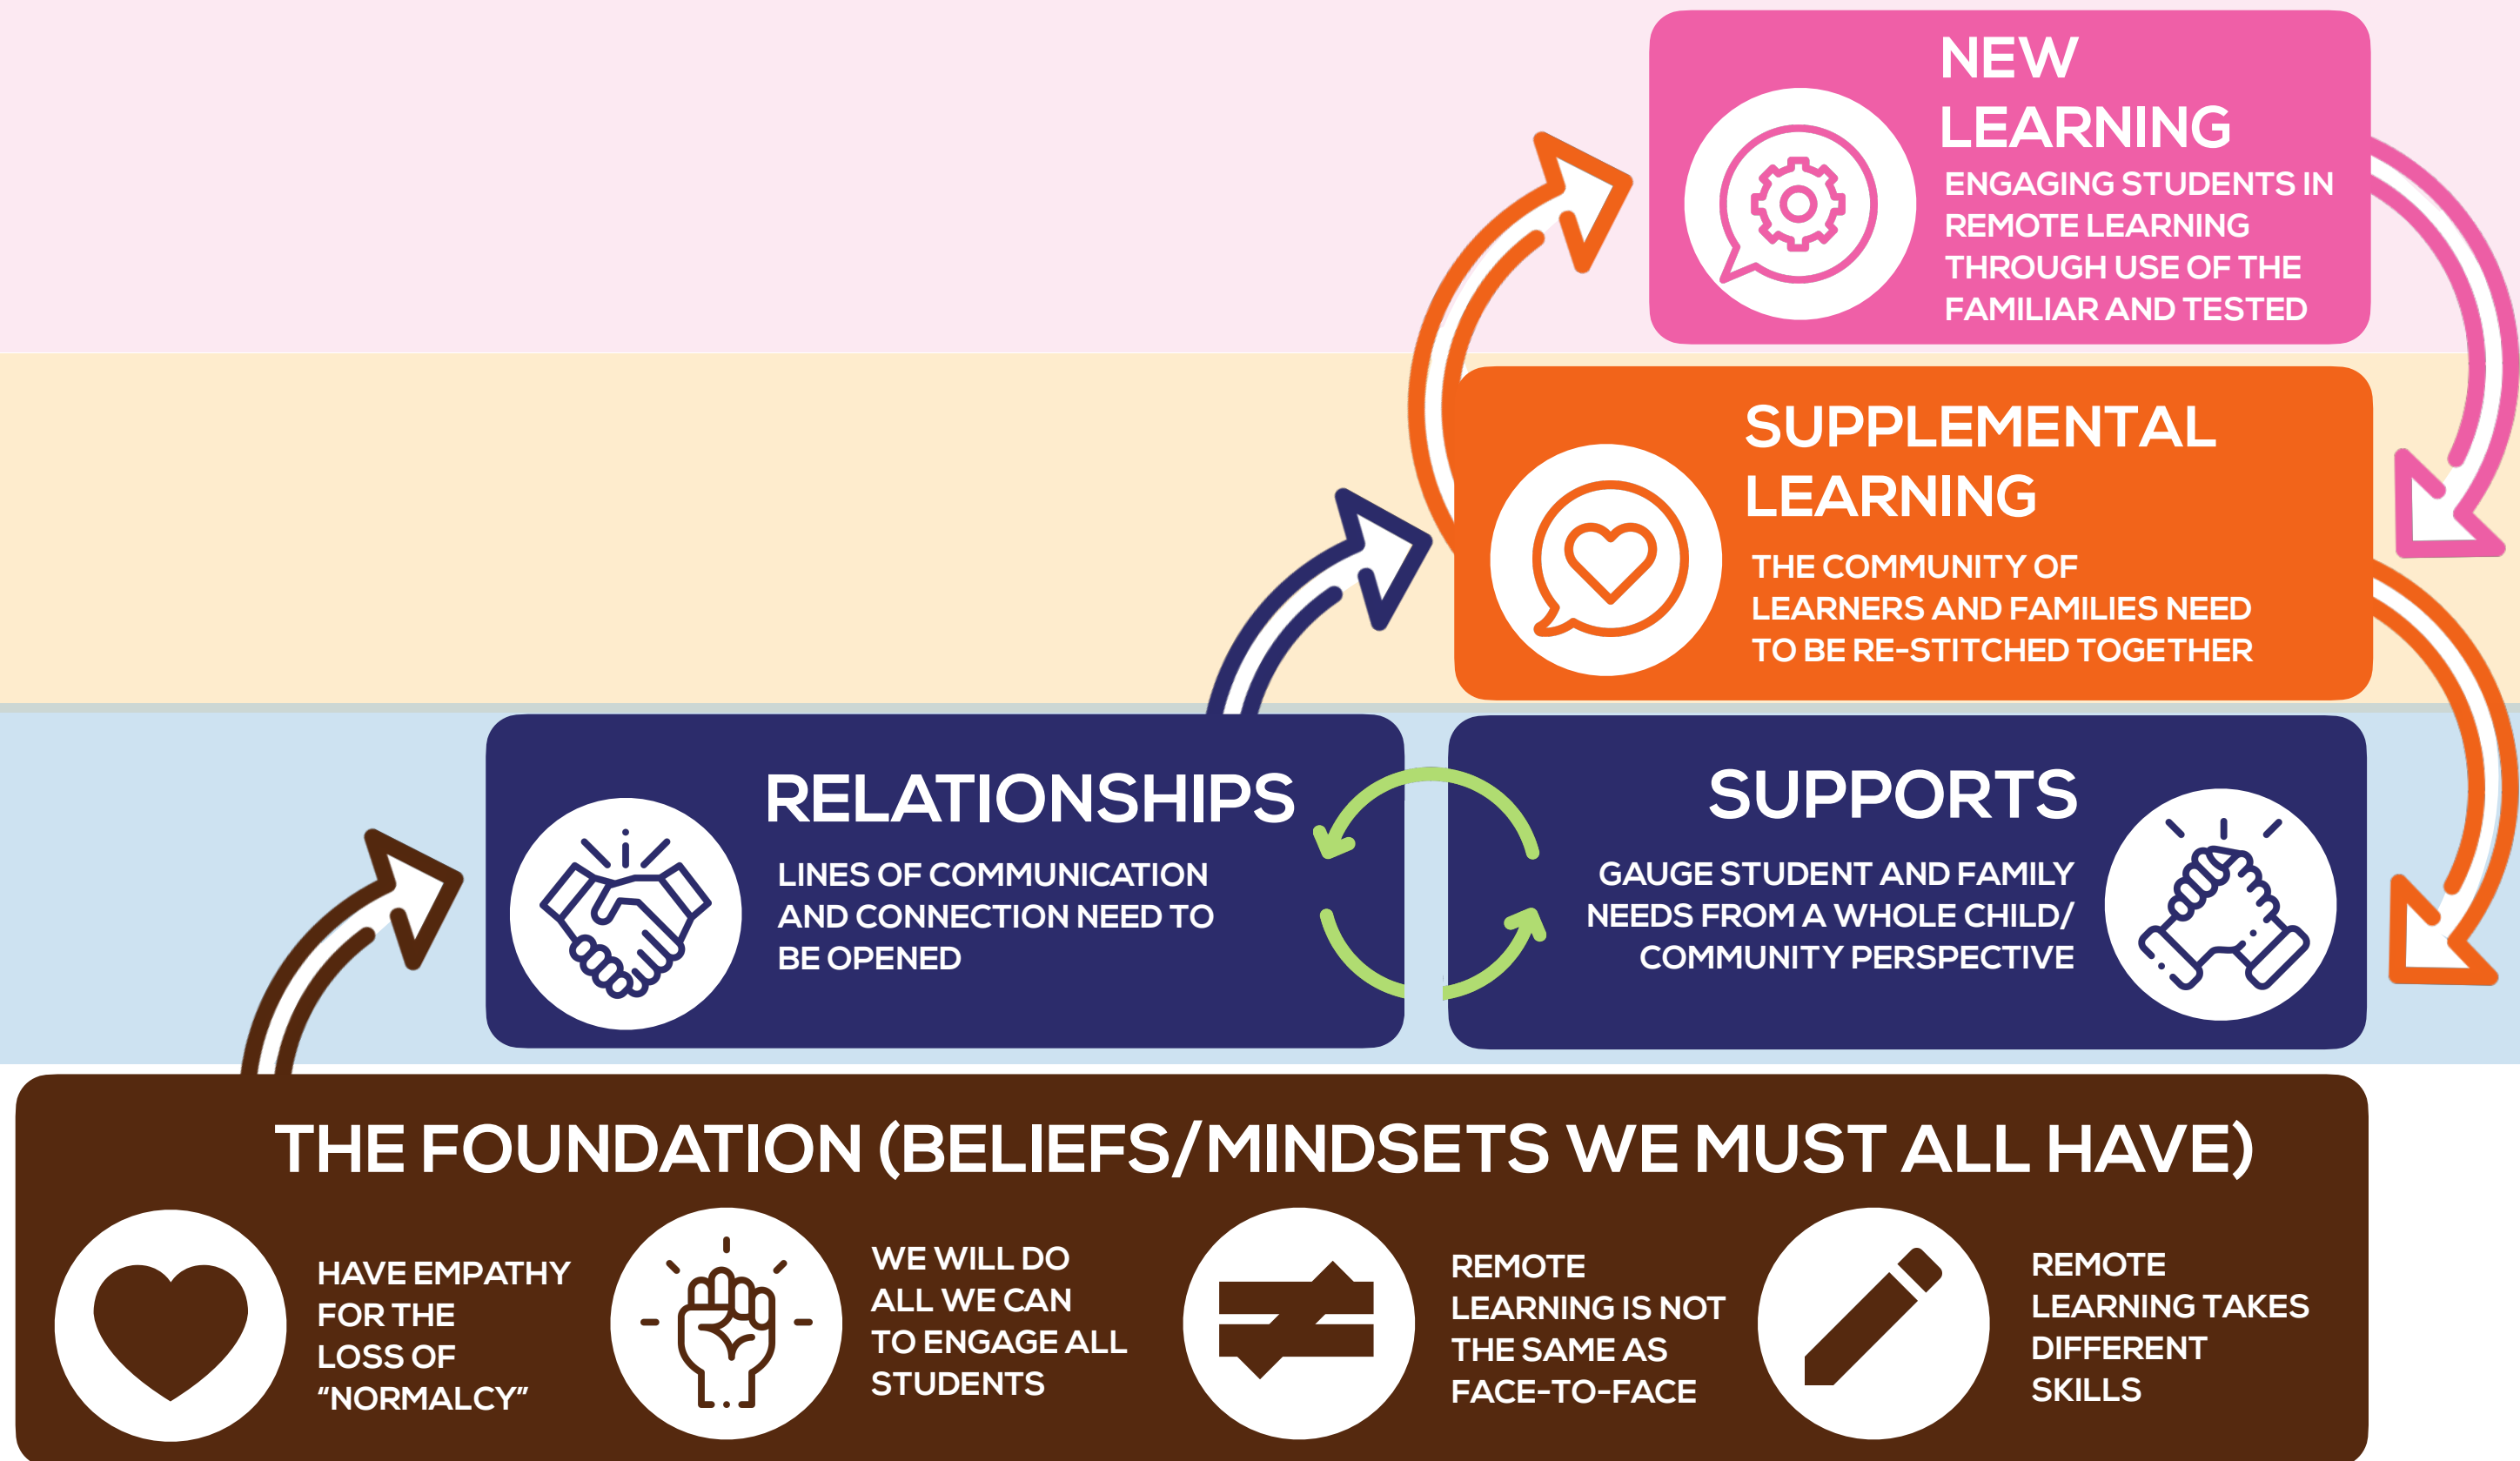 NEW
LEARNING
ENGAGING STUDENTS IN
REMOTE LEARNING
THROUGH USE OF THE
FAMILIAR AND TESTED
SUPPLEMENTAL
LEARNING
THE COMMUNITY OF
LEARNERS AND FAMILIES NEED
TO BE RE-STITCHED TOGETHER
RELATIONSHIPS
LINES OF COMMUNICATION
AND CONNECTION NEED TO
BE OPENED
SUPPORTS
GAUGE STUDENT AND FAMILY
NEEDS FROM A WHOLE CHILD/
COMMUNITY PERSPECTIVE
THE FOUNDATION (BELIEFS/MINDSETS WE MUST ALL HAVE)
HAVE EMPATHY
FOR THE
LOSS OF
“NORMALCY”
WE WILL DO
ALL WE CAN
TO ENGAGE ALL
STUDENTS
REMOTE
LEARNING IS NOT
THE SAME AS
FACE-TO-FACE
REMOTE
LEARNING TAKES
DIFFERENT
SKILLS